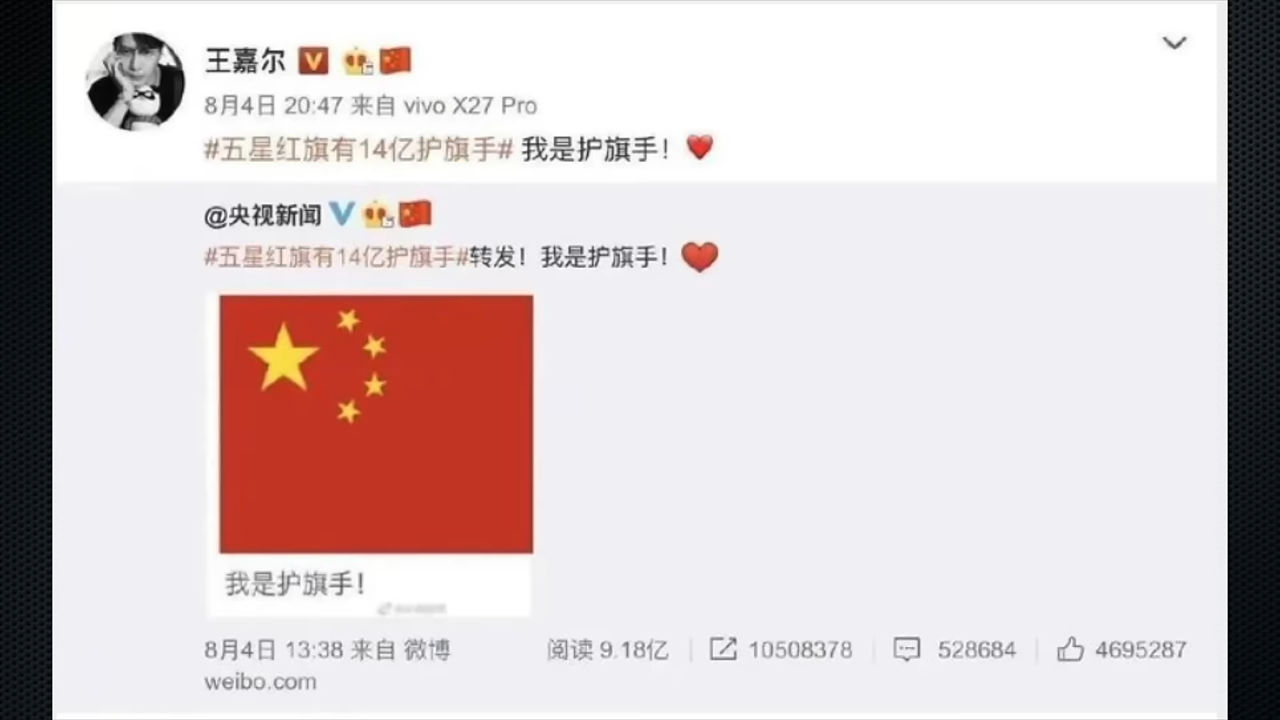 王嘉尔
8月4日 20:47 来自 vivo X27 Pro
#五星红旗有14亿护旗手# 我是护旗手！
@央视新闻
#五星红旗有14亿护旗手#转发！我是护旗手！
我是护旗手！
8月4日 13:38 来自 微博
阅读 9.18亿 10508378 528684 4695287
weibo.com